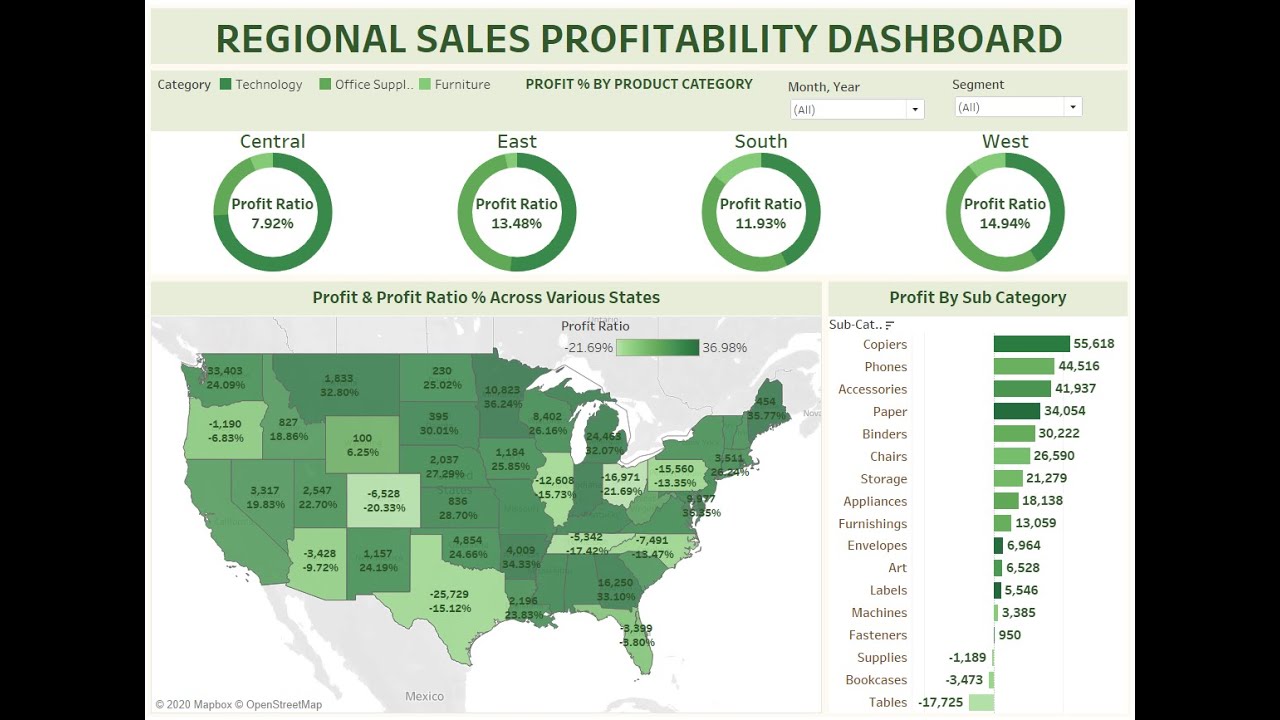 REGIONAL SALES PROFITABILITY DASHBOARD
Category Technology Office Suppl.. Furniture
PROFIT % BY PRODUCT CATEGORY
Month, Year
(All)
Segment
(All)
Central
Profit Ratio
7.92%
East
Profit Ratio
13.48%
South
Profit Ratio
11.93%
West
Profit Ratio
14.94%
Profit & Profit Ratio % Across Various States
Profit Ratio
-21.69% 36.98%
33,403
24.09%
1,833
32.80%
230
25.02%
10,823
36.24%
454
35.77%
-1,190
-6.83%
827
18.86%
100
6.25%
395
30.01%
8,402
26.16%
24,463
32.07%
3,511
26.24%
2,037
27.29%
1,184
25.85%
-12,608
-15.73%
-16,971
-21.69%
-15,560
-13.35%
3,317
19.83%
2,547
22.70%
-6,528
-20.33%
836
28.70%
9,977
36.35%
-3,428
-9.72%
1,157
24.19%
4,854
24.66%
4,009
34.33%
-5,342
-17.42%
-7,491
-13.47%
-25,729
-15.12%
2,196
23.83%
16,250
33.10%
-3,399
-3.80%
Mexico
© 2020 Mapbox © OpenStreetMap
Profit By Sub Category
Sub-Cat..
Copiers 55,618
Phones 44,516
Accessories 41,937
Paper 34,054
Binders 30,222
Chairs 26,590
Storage 21,279
Appliances 18,138
Furnishings 13,059
Envelopes 6,964
Art 6,528
Labels 5,546
Machines 3,385
Fasteners 950
Supplies -1,189
Bookcases -3,473
Tables -17,725